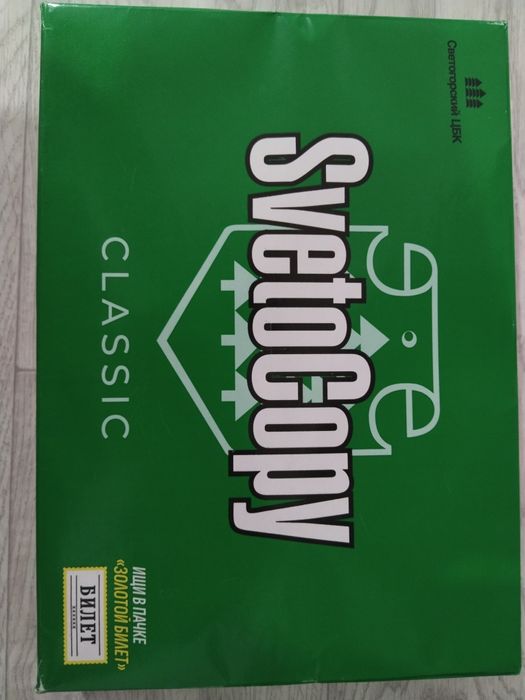 Светогорский ЦБК
SvetoCopy
CLASSIC
ИЩИ В ПАЧКЕ
«ЗОЛОТОЙ БИЛЕТ»
БИЛЕТ